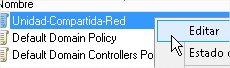 Nombre
Unidad-Compartida-Red
Editar
Default Domain Policy
Default Domain Controllers Po
Estado